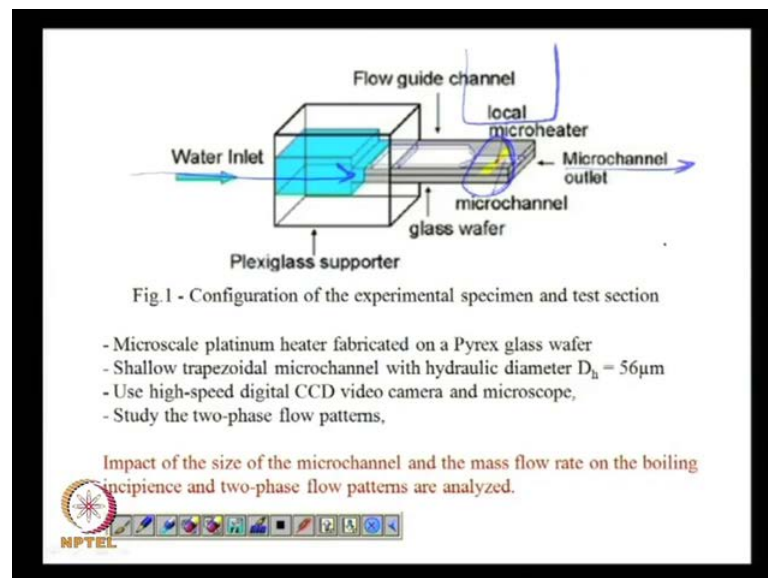 Flow guide channel
local
microheater
Water Inlet
Microchannel
outlet
microchannel
glass wafer
Plexiglass supporter
Fig.1 - Configuration of the experimental specimen and test section
- Microscale platinum heater fabricated on a Pyrex glass wafer
- Shallow trapezoidal microchannel with hydraulic diameter Dh = 56μm
- Use high-speed digital CCD video camera and microscope,
- Study the two-phase flow patterns,
Impact of the size of the microchannel and the mass flow rate on the boiling
incipience and two-phase flow patterns are analyzed.
NPTEL